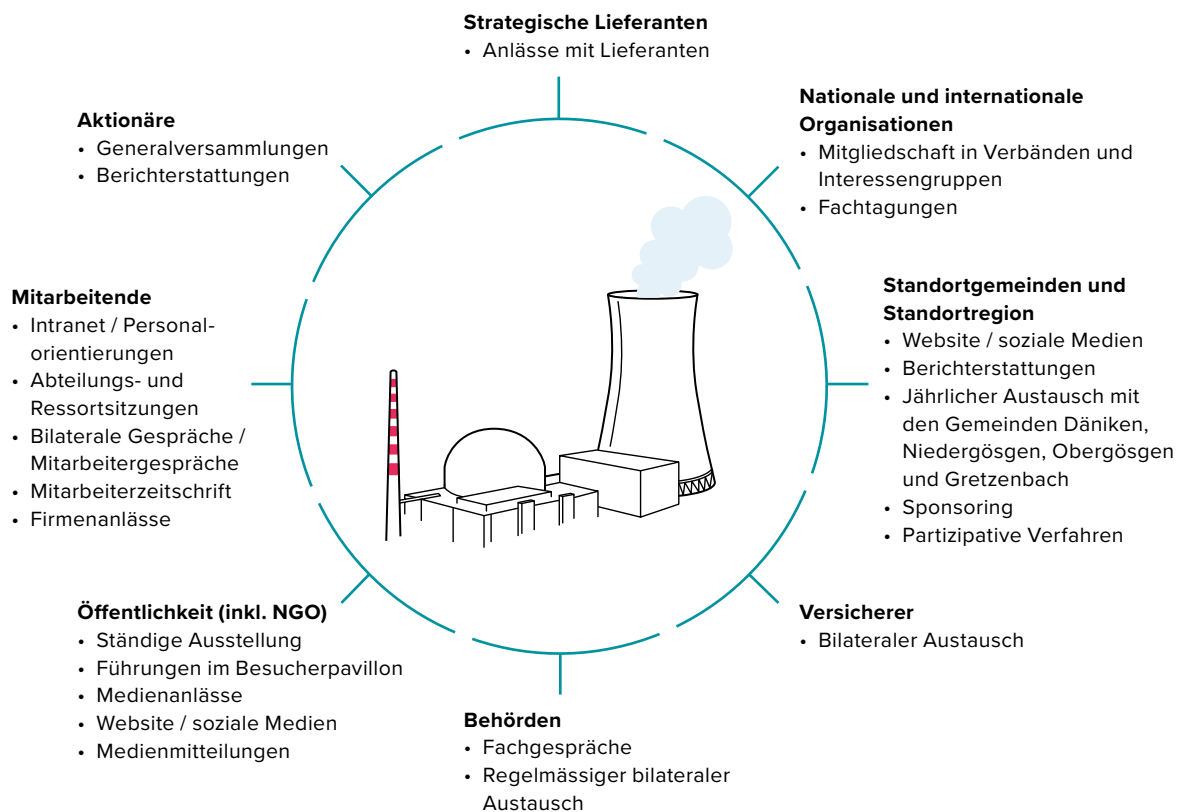 Strategische Lieferanten
• Anlässe mit Lieferanten
Nationale und internationale
Organisationen
• Mitgliedschaft in Verbänden und
Interessengruppen
• Fachtagungen
Standortgemeinden und
Standortregion
• Website / soziale Medien
• Berichterstattungen
• Jährlicher Austausch mit
den Gemeinden Däniken,
Niedergösgen, Obergösgen
und Gretzenbach
• Sponsoring
• Partizipative Verfahren
Versicherer
• Bilateraler Austausch
Behörden
• Fachgespräche
• Regelmässiger bilateraler
Austausch
Öffentlichkeit (inkl. NGO)
• Ständige Ausstellung
• Führungen im Besucherpavillon
• Medienanlässe
• Website / soziale Medien
• Medienmitteilungen
Mitarbeitende
• Intranet / Personal-
orientierungen
• Abteilungs- und
Ressortsitzungen
• Bilaterale Gespräche /
Mitarbeitergespräche
• Mitarbeiterzeitschrift
• Firmenanlässe
Aktionäre
• Generalversammlungen
• Berichterstattungen